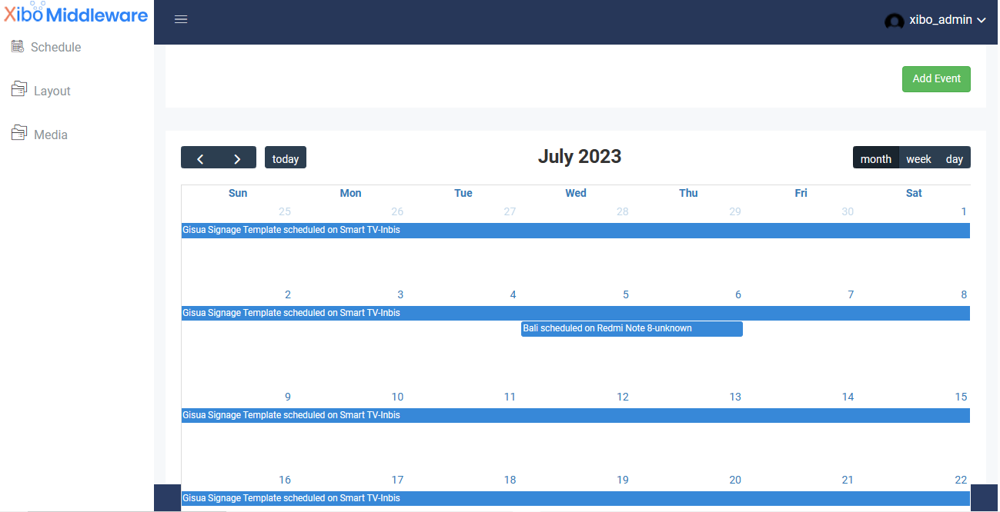 Xibo Middleware
xibo_admin
Schedule
Layout
Media
Add Event
today
July 2023
month week day
Sun Mon Tue Wed Thu Fri Sat
25 26 27 28 29 30 1
Gisua Signage Template scheduled on Smart TV-Inbis
2 3 4 5 6 7 8
Gisua Signage Template scheduled on Smart TV-Inbis
Bali scheduled on Redmi Note 8-unknown
9 10 11 12 13 14 15
Gisua Signage Template scheduled on Smart TV-Inbis
16 17 18 19 20 21 22
Gisua Signage Template scheduled on Smart TV-Inbis